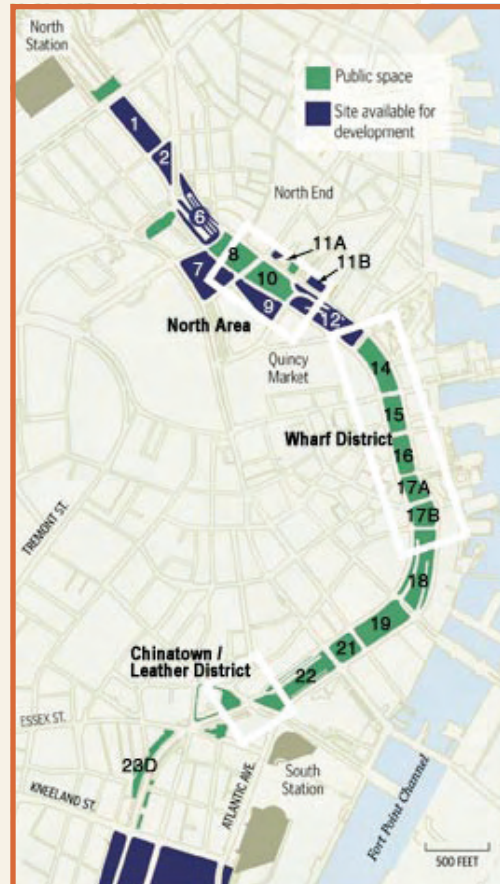 North
Station
Public space
Site available for
development
1
2
North End
6
11A
8
11B
7
10
9
12
North Area
Quincy
Market
14
15
Wharf District
16
17A
17B
TREMONT ST.
18
19
Chinatown /
Leather District
21
22
ESSEX ST.
23D
South
Station
KNEELAND ST.
ATLANTIC AVE.
Fort Point Channel
500 FEET